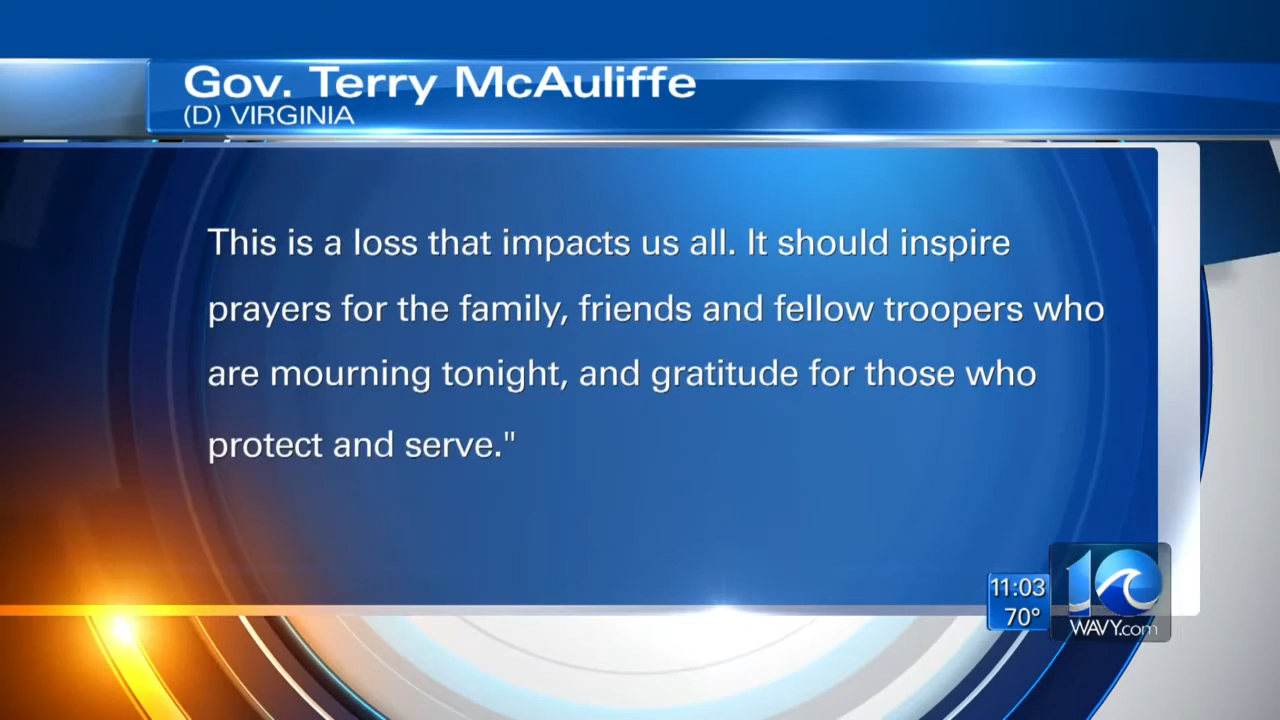 Gov. Terry McAuliffe
(D) VIRGINIA
This is a loss that impacts us all. It should inspire
prayers for the family, friends and fellow troopers who
are mourning tonight, and gratitude for those who
protect and serve."
11:03
70°
10
WAVY.com